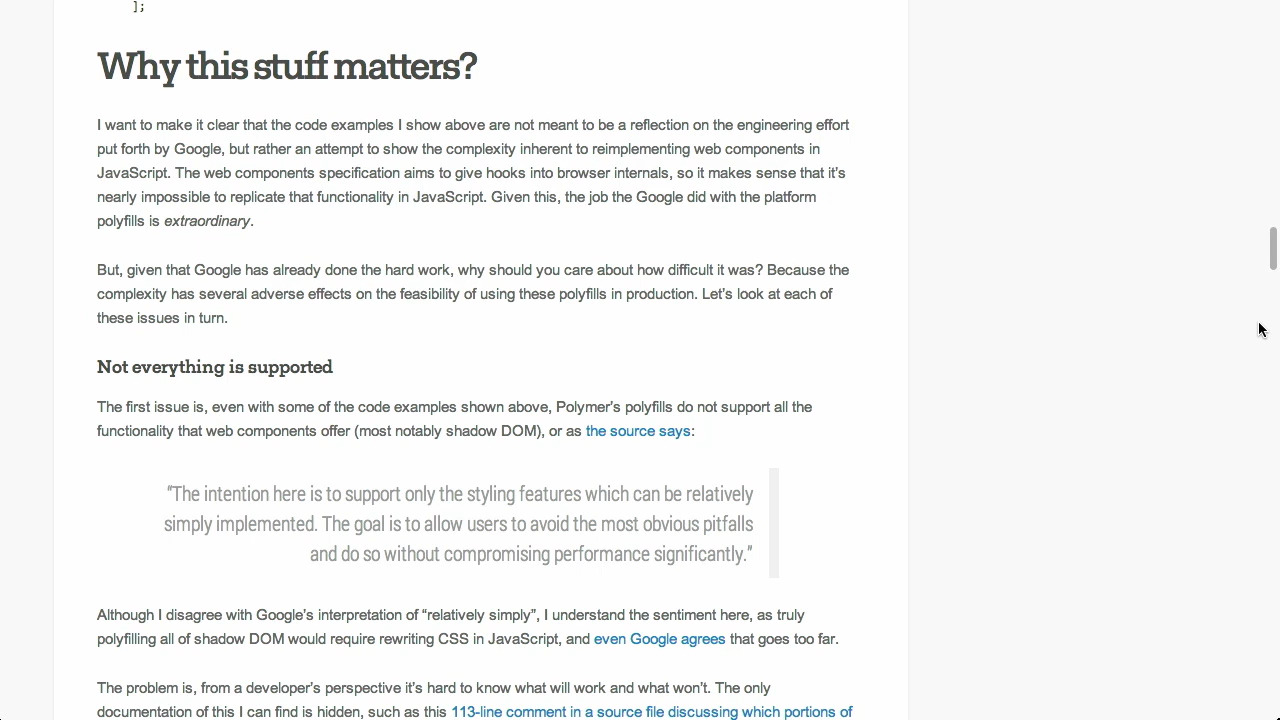 ];
Why this stuff matters?
I want to make it clear that the code examples I show above are not meant to be a reflection on the engineering effort
put forth by Google, but rather an attempt to show the complexity inherent to reimplementing web components in
JavaScript. The web components specification aims to give hooks into browser internals, so it makes sense that it’s
nearly impossible to replicate that functionality in JavaScript. Given this, the job the Google did with the platform
polyfills is extraordinary.
But, given that Google has already done the hard work, why should you care about how difficult it was? Because the
complexity has several adverse effects on the feasibility of using these polyfills in production. Let’s look at each of
these issues in turn.
Not everything is supported
The first issue is, even with some of the code examples shown above, Polymer’s polyfills do not support all the
functionality that web components offer (most notably shadow DOM), or as the source says:
"The intention here is to support only the styling features which can be relatively
simply implemented. The goal is to allow users to avoid the most obvious pitfalls
and do so without compromising performance significantly."
Although I disagree with Google’s interpretation of “relatively simply”, I understand the sentiment here, as truly
polyfilling all of shadow DOM would require rewriting CSS in JavaScript, and even Google agrees that goes too far.
The problem is, from a developer’s perspective it’s hard to know what will work and what won’t. The only
documentation of this I can find is hidden, such as this 113-line comment in a source file discussing which portions of